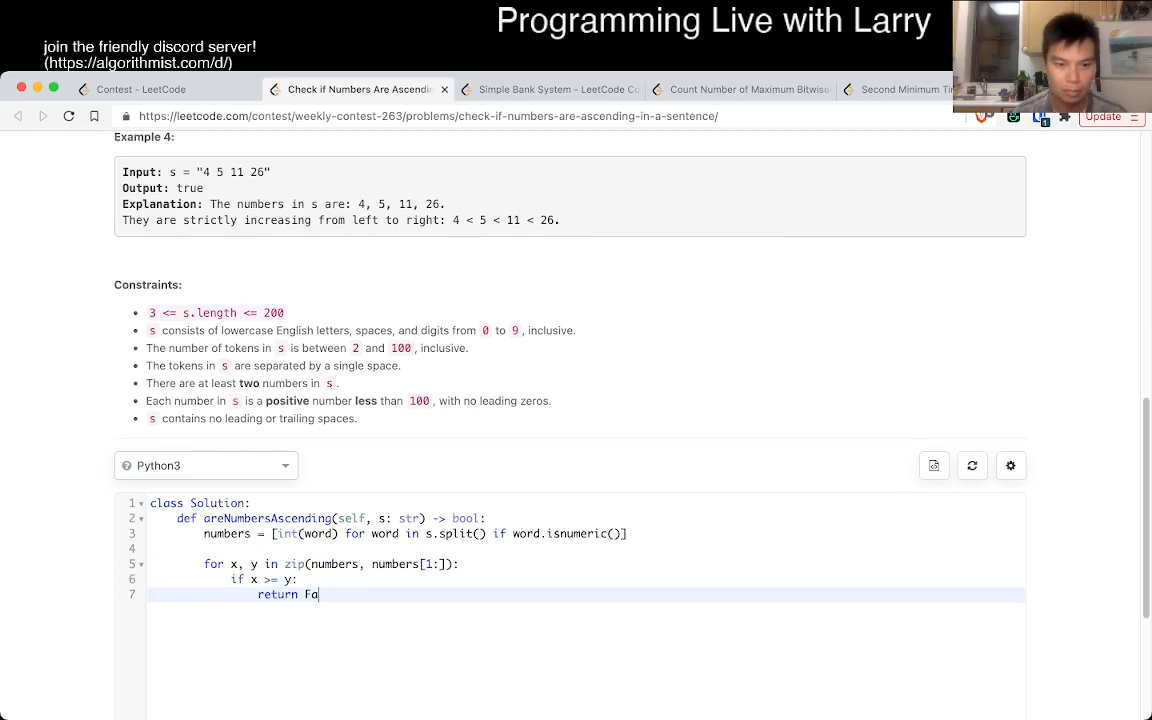 Programming Live with Larry
join the friendly discord server!
(https://algorithmist.com/d/)
Contest - LeetCode
Check if Numbers Are Ascendin
Simple Bank System - LeetCode Co
Count Number of Maximum Bitwise
Second Minimum Tim
https://leetcode.com/contest/weekly-contest-263/problems/check-if-numbers-are-ascending-in-a-sentence/
Update
Example 4:
Input: s = "4 5 11 26"
Output: true
Explanation: The numbers in s are: 4, 5, 11, 26.
They are strictly increasing from left to right: 4 < 5 < 11 < 26.
Constraints:
3 <= s.length <= 200
s consists of lowercase English letters, spaces, and digits from 0 to 9, inclusive.
The number of tokens in s is between 2 and 100, inclusive.
The tokens in s are separated by a single space.
There are at least two numbers in s.
Each number in s is a positive number less than 100, with no leading zeros.
s contains no leading or trailing spaces.
Python3
1 class Solution:
2 def areNumbersAscending(self, s: str) -> bool:
3 numbers = [int(word) for word in s.split() if word.isnumeric()]
4
5 for x, y in zip(numbers, numbers[1:]):
6 if x >= y:
7 return Fa